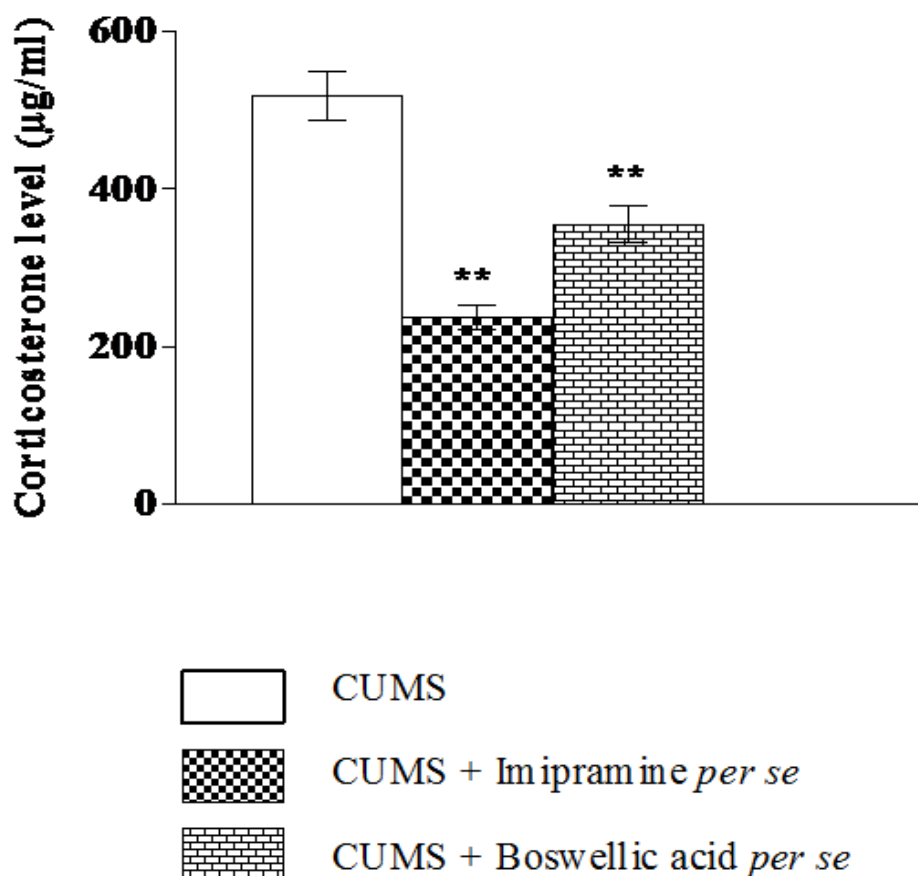 Corticosterone level (µg/ml)
600
400
200
0
**
**
CUMS
CUMS + Imipramine per se
CUMS + Boswellic acid per se